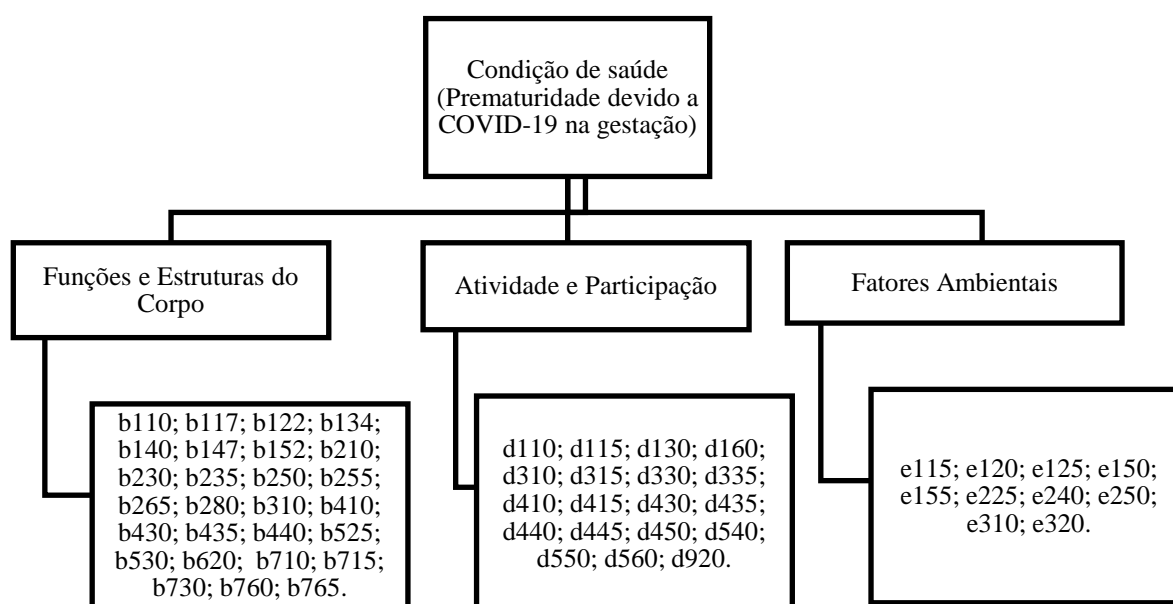 Condição de saúde
(Prematuridade devido a
COVID-19 na gestação)
Funções e Estruturas do
Corpo
Atividade e Participação
Fatores Ambientais
b110; b117; b122; b134;
b140; b147; b152; b210;
b230; b235; b250; b255;
b265; b280; b310; b410;
b430; b435; b440; b525;
b530; b620;  b710; b715;
b730; b760; b765.
d110; d115; d130; d160;
d310; d315; d330; d335;
d410; d415; d430; d435;
d440; d445; d450; d540;
d550; d560; d920.
e115; e120; e125; e150;
e155; e225; e240; e250;
e310; e320.